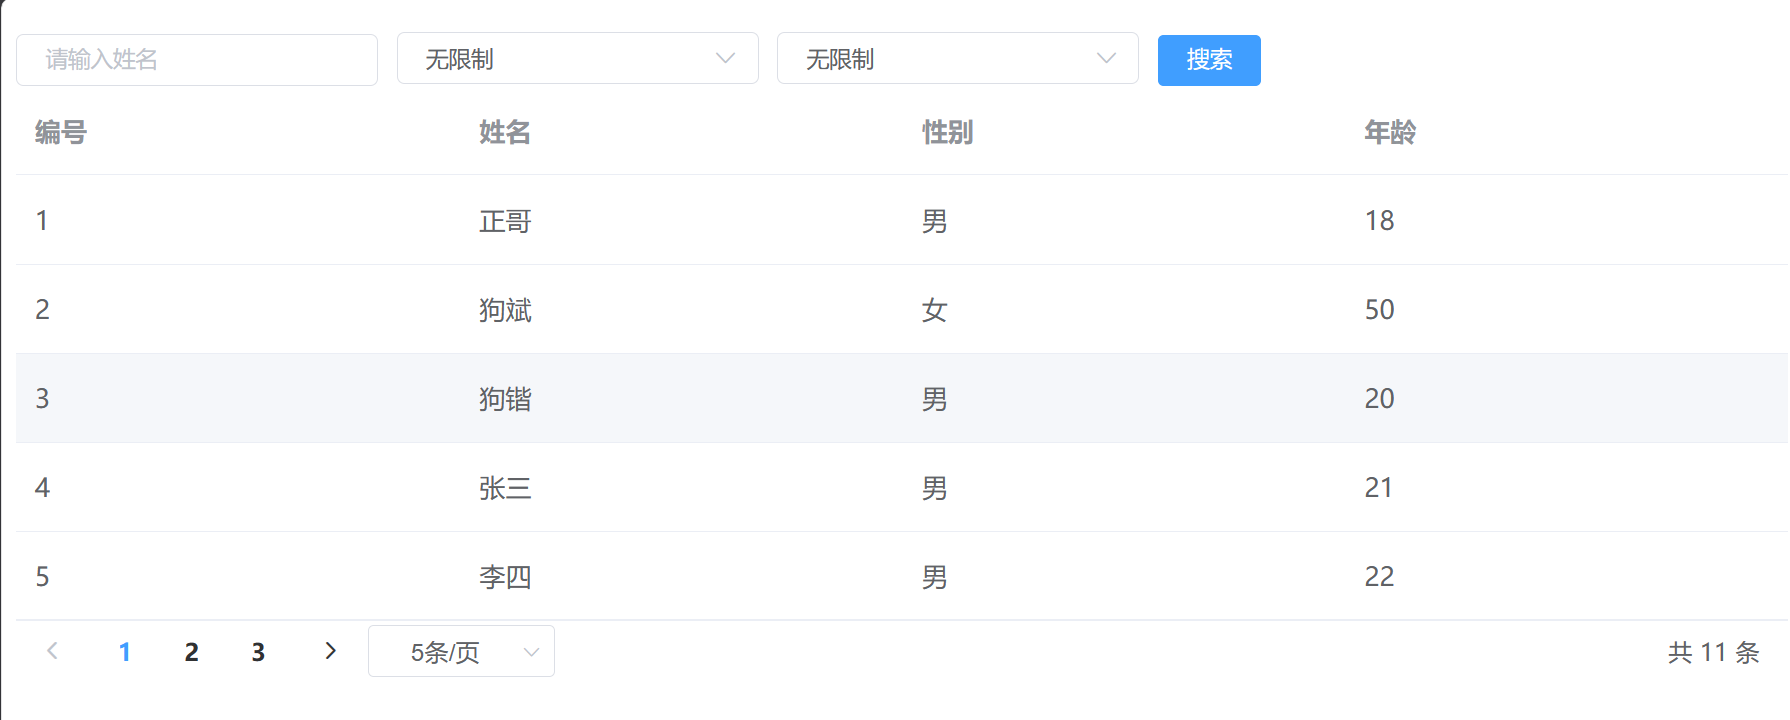 请输入姓名 无限制 无限制 搜索
编号 姓名 性别 年龄
1 正哥 男 18
2 狗斌 女 50
3 狗锴 男 20
4 张三 男 21
5 李四 男 22
1 2 3 5条/页 共 11 条